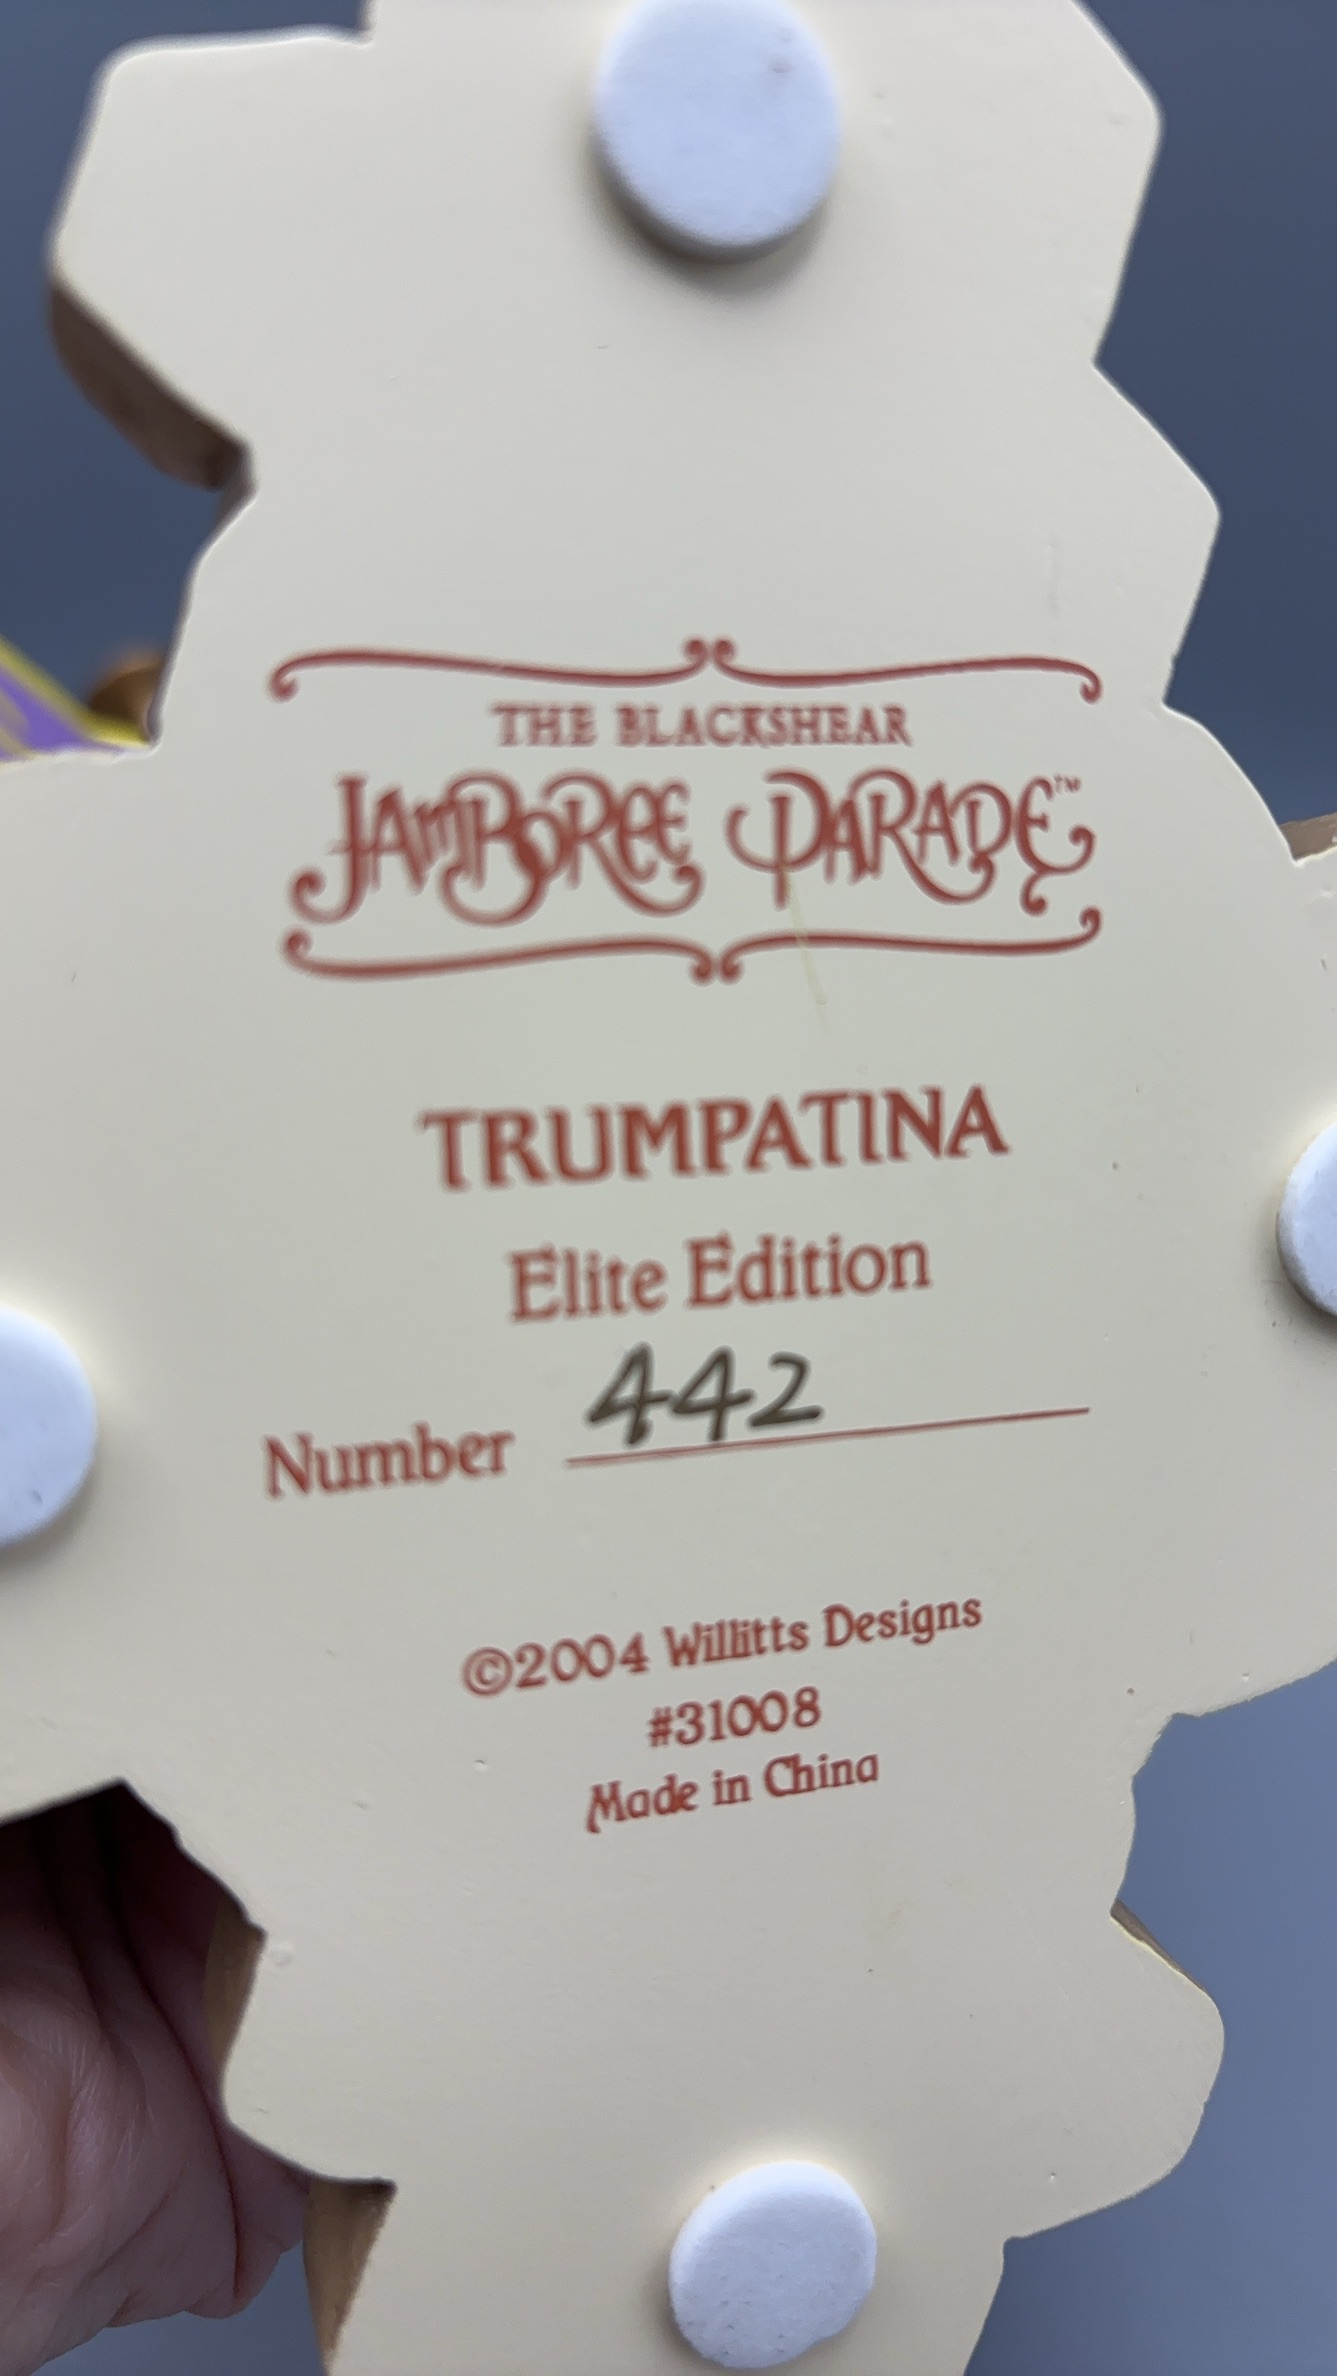 THE BLACKSHEAR
JAMBOREE PARADE™
TRUMPATINA
Elite Edition
Number 442
©2004 Willitts Designs
#31008
Made in China